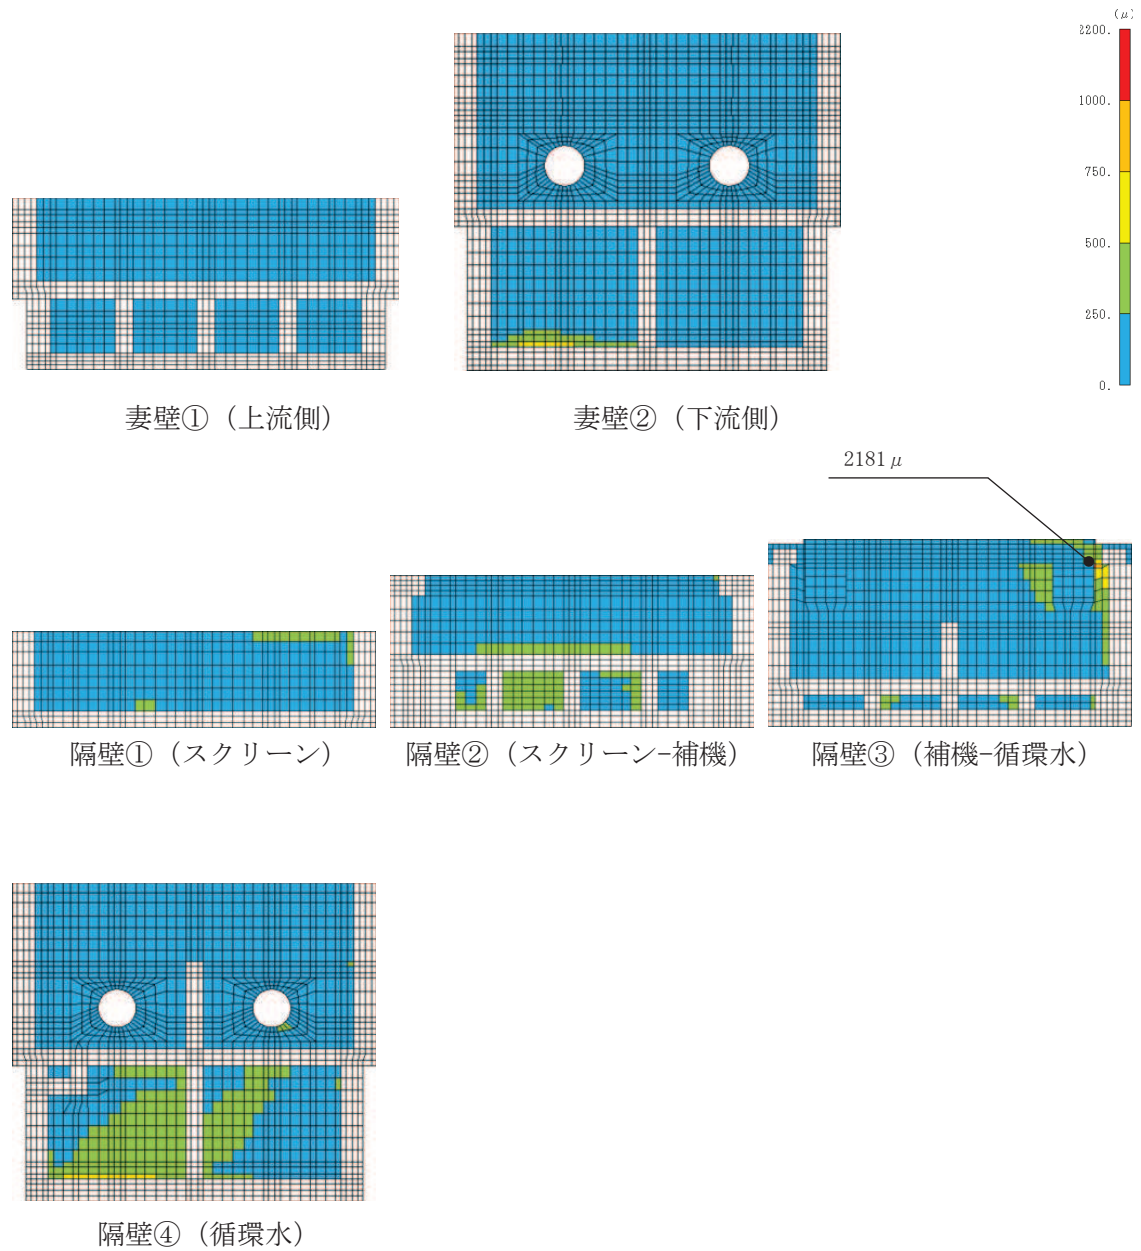 (μ)
2200.
1000.
750.
500.
250.
0.
妻壁①（上流側）
妻壁②（下流側）
2181μ
隔壁①（スクリーン）
隔壁②（スクリーン-補機）
隔壁③（補機-循環水）
隔壁④（循環水）